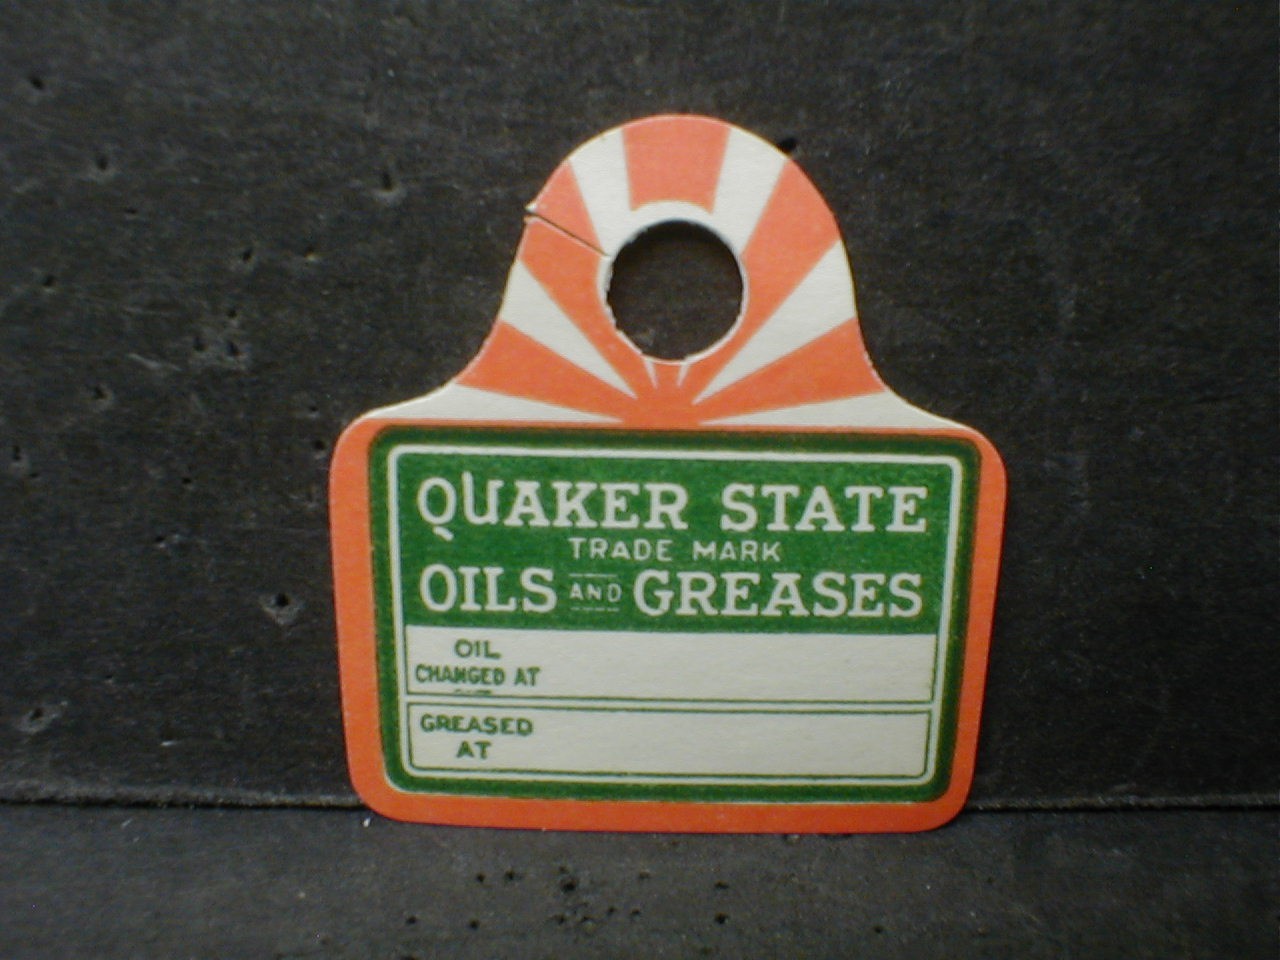 QUAKER STATE
TRADE MARK
OILS AND GREASES
OIL
CHANGED AT
GREASED
AT